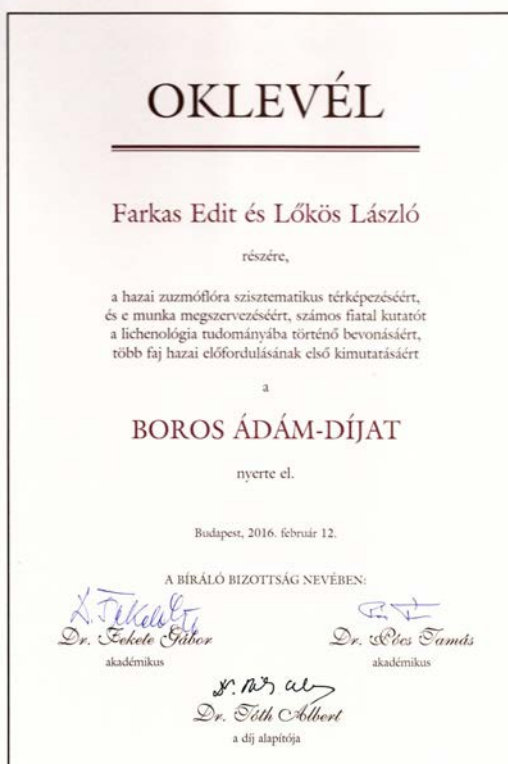 OKLEVÉL
Farkas Edit és Lőkös László
részére,
a hazai zuzmóflóra szisztematikus térképezéséért,
és e munka megszervezéséért, számos fiatal kutatót
a lichenológia tudományába történő bevonásáért,
több faj hazai előfordulásának első kimutatásáért
a
BOROS ÁDÁM-DÍJAT
nyerte el.
Budapest, 2016. február 12.
A BÍRÁLÓ BIZOTTSÁG NEVÉBEN:
Dr. Fekete Gábor
akadémikus
Dr. Pócs Tamás
akadémikus
Dr. Tóth Albert
a díj alapítója